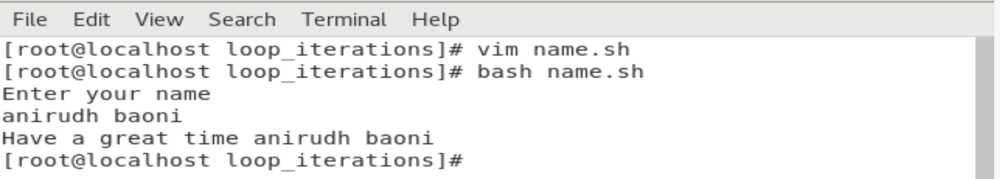 File Edit View Search Terminal Help
[root@localhost loop_iterations]# vim name.sh
[root@localhost loop_iterations]# bash name.sh
Enter your name
anirudh baoni
Have a great time anirudh baoni
[root@localhost loop_iterations]#